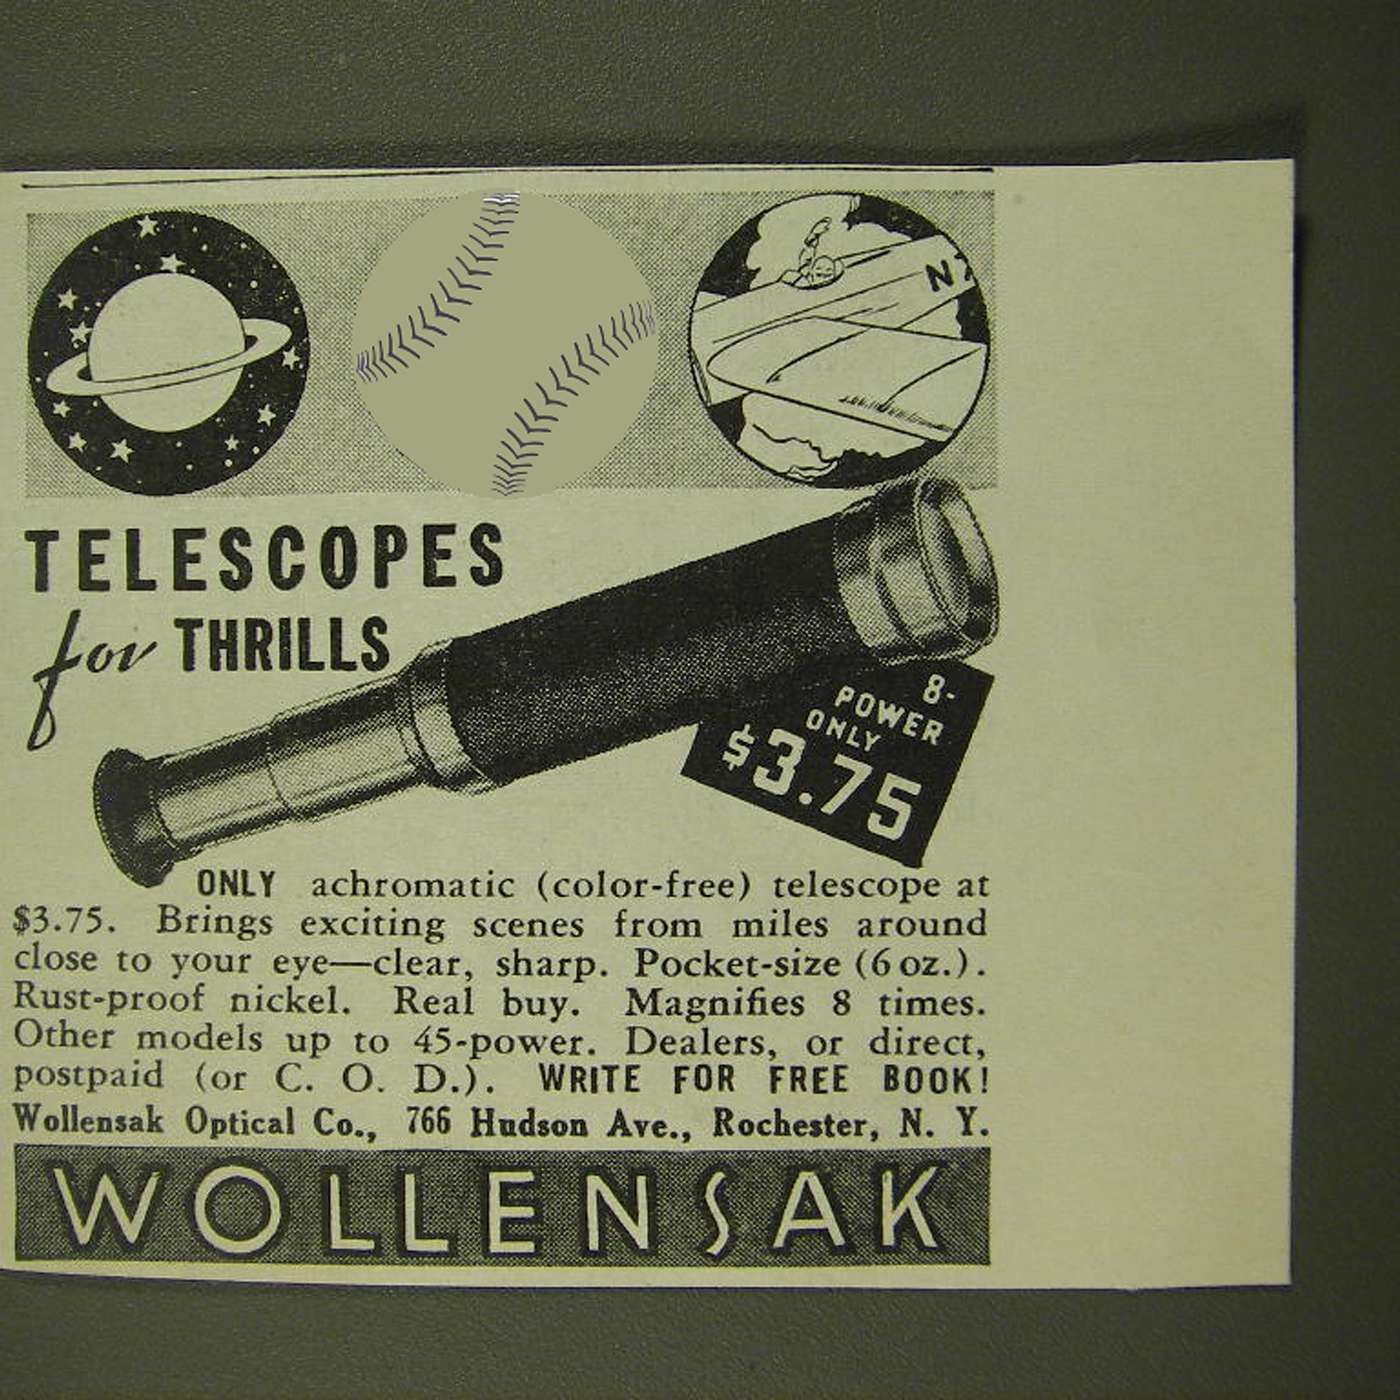 N
TELESCOPES
for THRILLS
8-
POWER
ONLY
$3.75
ONLY achromatic (color-free) telescope at
$3.75. Brings exciting scenes from miles around
close to your eye—clear, sharp. Pocket-size (6 oz.).
Rust-proof nickel. Real buy. Magnifies 8 times.
Other models up to 45-power. Dealers, or direct,
postpaid (or C. O. D.). WRITE FOR FREE BOOK!
Wollensak Optical Co., 766 Hudson Ave., Rochester, N. Y.
WOLLENSAK